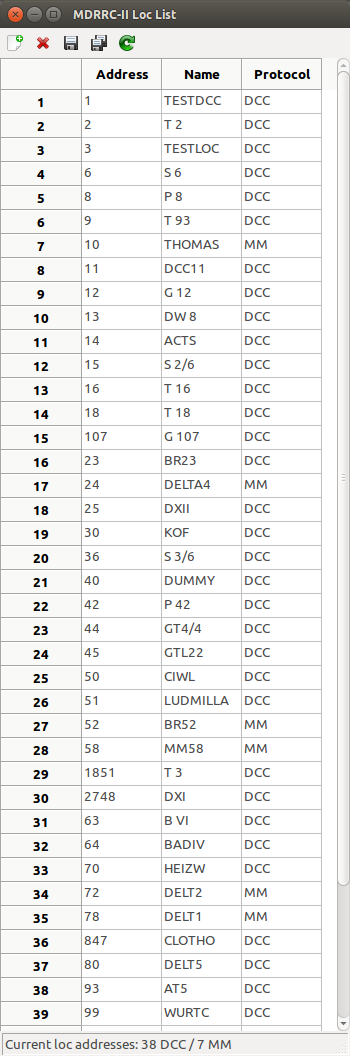 MDRRC-II Loc List
Address Name Protocol
1 1 TESTDCC DCC
2 2 T 2 DCC
3 3 TESTLOC DCC
4 6 S 6 DCC
5 8 P 8 DCC
6 9 T 93 DCC
7 10 THOMAS MM
8 11 DCC11 DCC
9 12 G 12 DCC
10 13 DW 8 DCC
11 14 ACTS DCC
12 15 S 2/6 DCC
13 16 T 16 DCC
14 18 T 18 DCC
15 107 G 107 DCC
16 23 BR23 DCC
17 24 DELTA4 MM
18 25 DXII DCC
19 30 KOF DCC
20 36 S 3/6 DCC
21 40 DUMMY DCC
22 42 P 42 DCC
23 44 GT4/4 DCC
24 45 GTL22 DCC
25 50 CIWL DCC
26 51 LUDMILLA DCC
27 52 BR52 MM
28 58 MM58 MM
29 1851 T 3 DCC
30 2748 DXI DCC
31 63 B VI DCC
32 64 BADIV DCC
33 70 HEIZW DCC
34 72 DELT2 MM
35 78 DELT1 MM
36 847 CLOTHO DCC
37 80 DELT5 DCC
38 93 AT5 DCC
39 99 WURTC DCC
Current loc addresses: 38 DCC / 7 MM